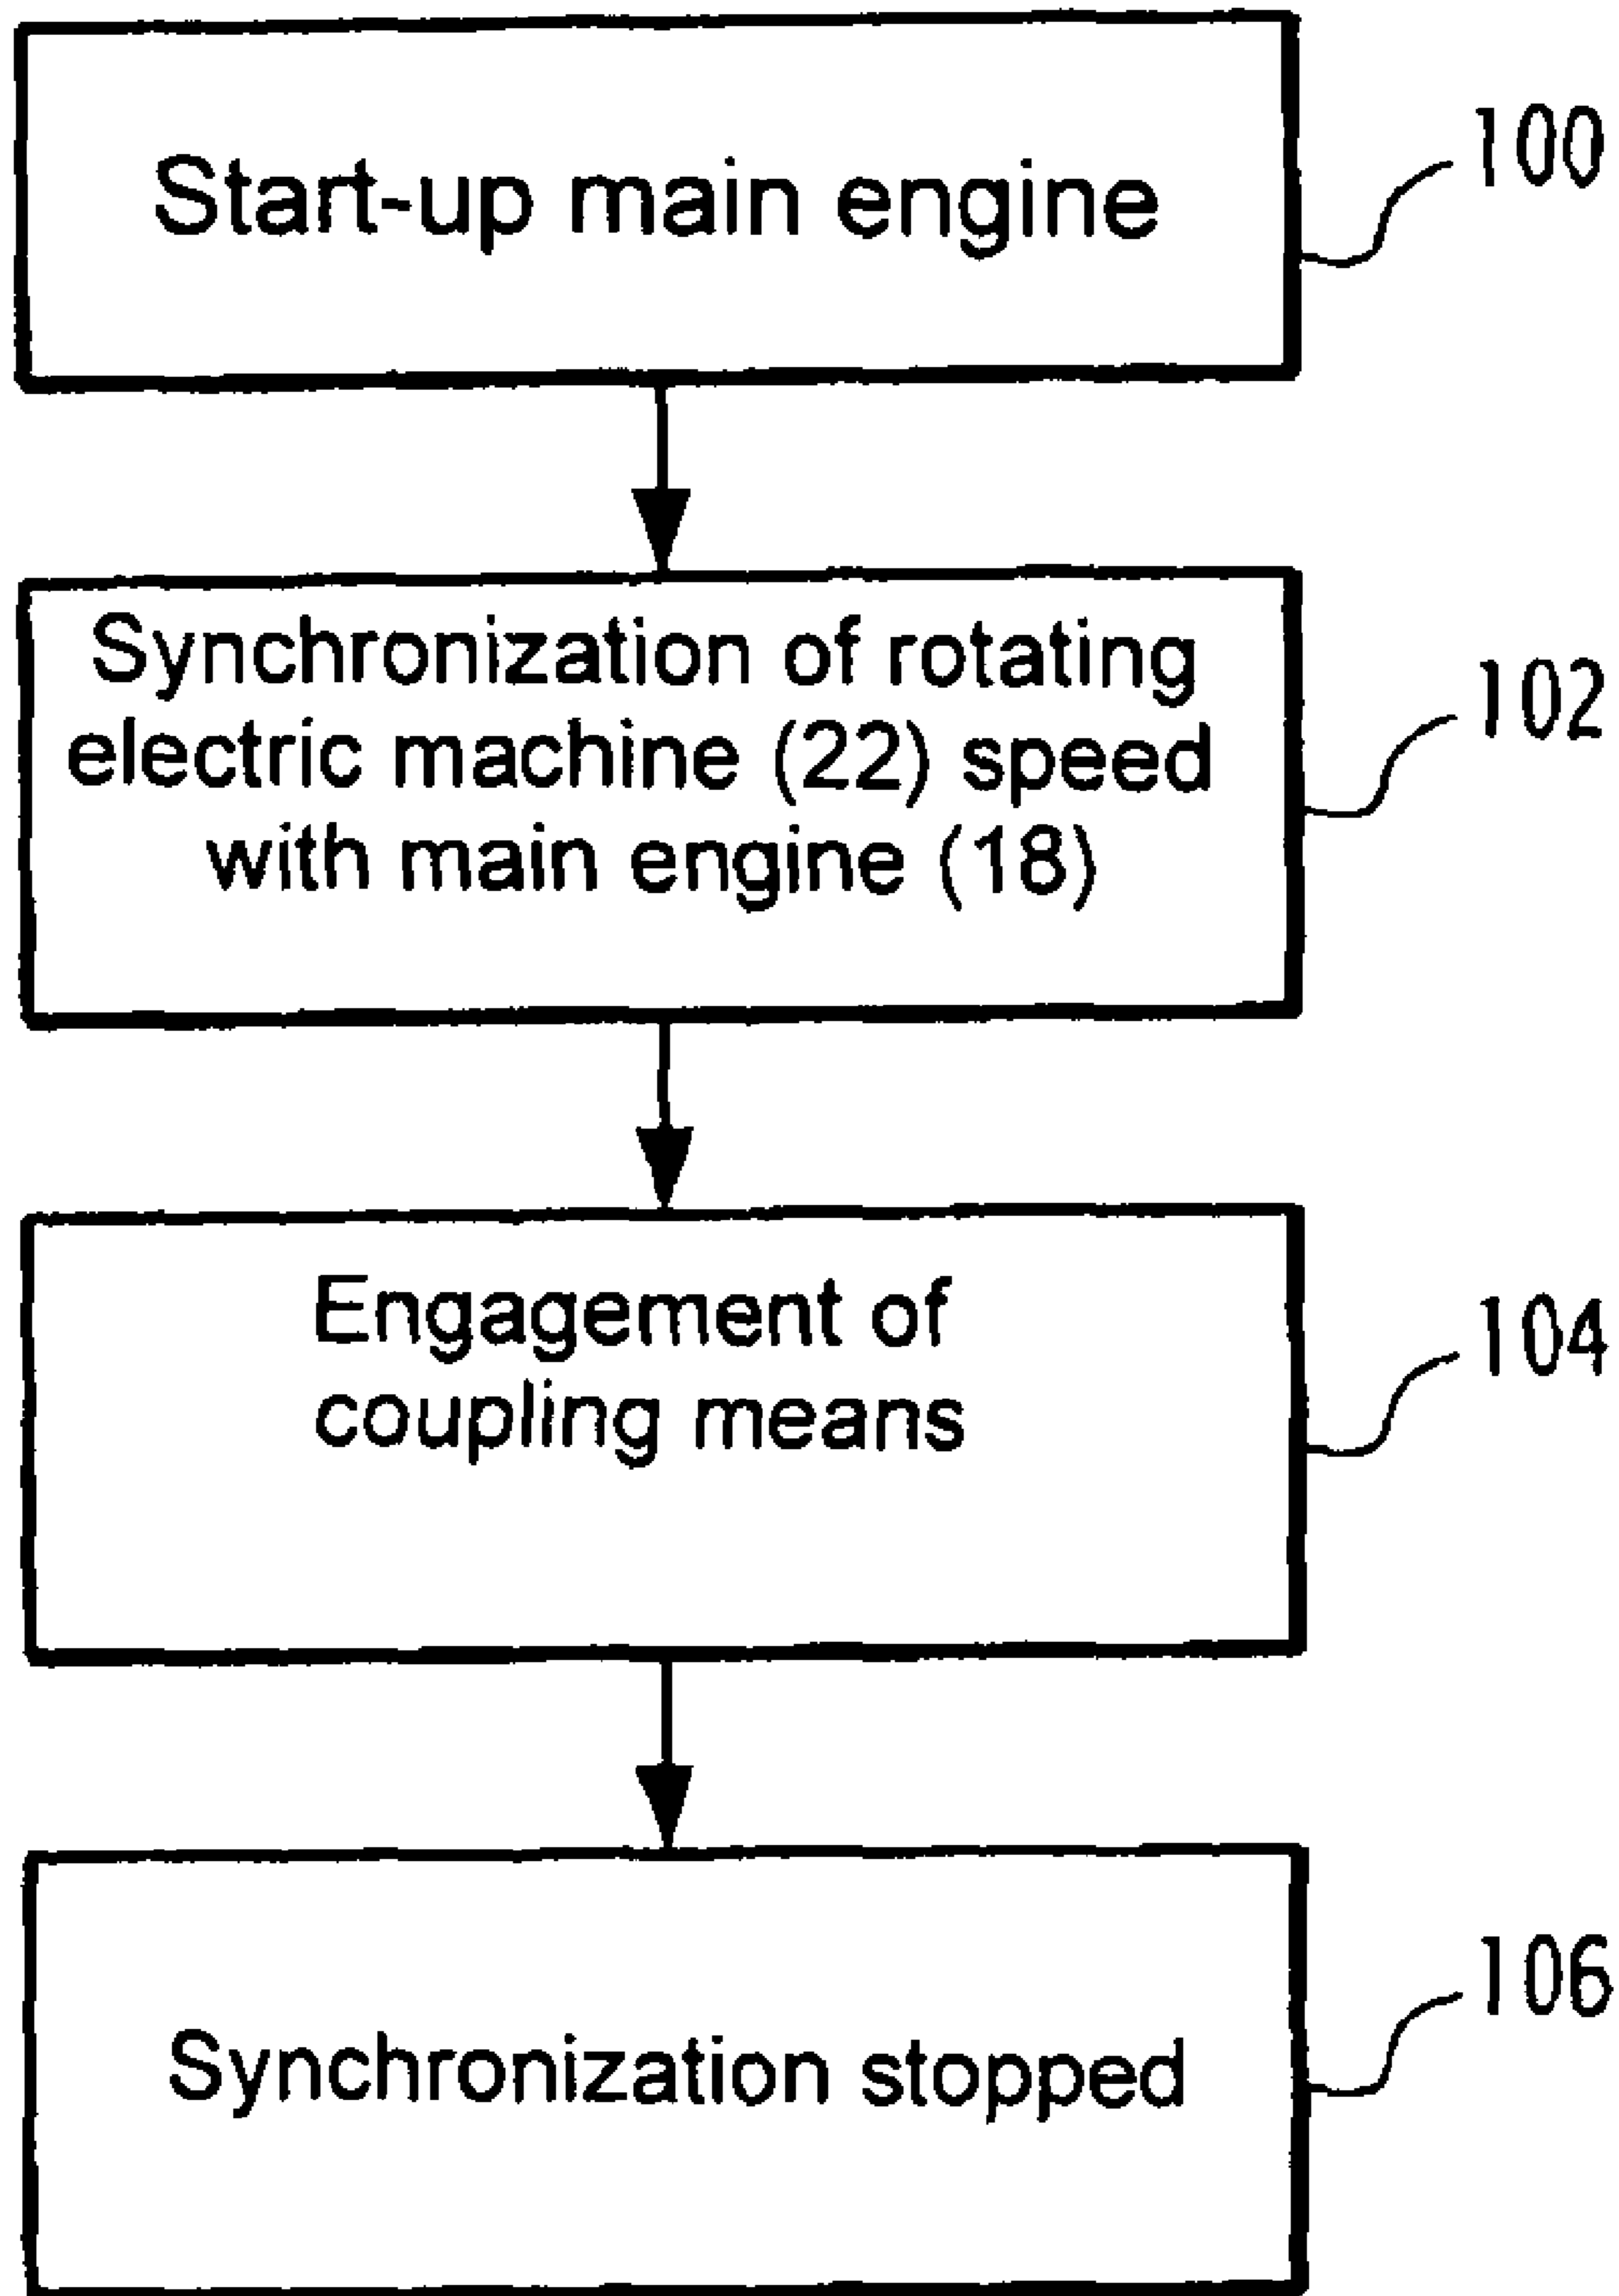 Start-up main engine
100
Synchronization of rotating
electric machine (22) speed
with main engine (18)
102
Engagement of
coupling means
104
Synchronization stopped
106